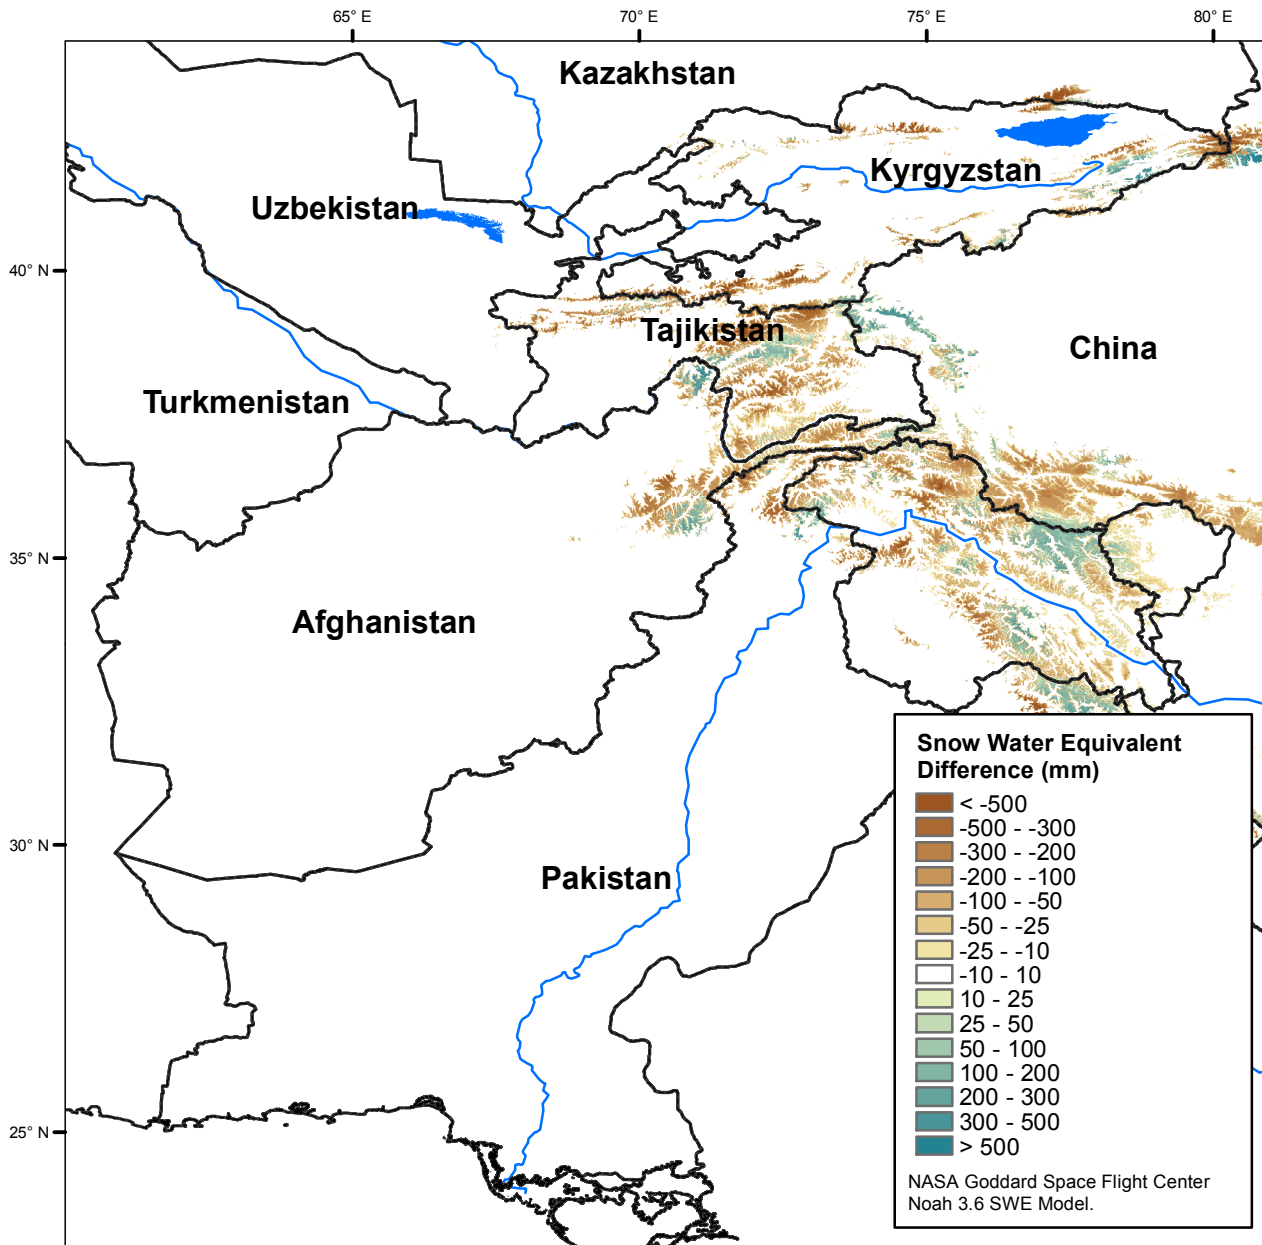 65° E
70° E
75° E
80° E
Kazakhstan
Kyrgyzstan
Uzbekistan
40° N
Tajikistan
China
Turkmenistan
35° N
Afghanistan
30° N
Pakistan
25° N
Snow Water Equivalent
Difference (mm)
< -500
-500 - -300
-300 - -200
-200 - -100
-100 - -50
-50 - -25
-25 - -10
-10 - 10
10 - 25
25 - 50
50 - 100
100 - 200
200 - 300
300 - 500
> 500
NASA Goddard Space Flight Center
Noah 3.6 SWE Model.